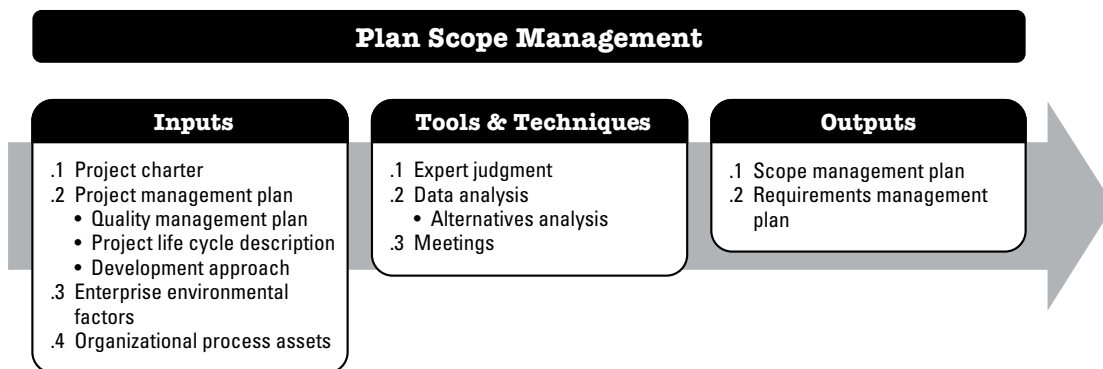 Plan Scope Management
Inputs
.1 Project charter
.2 Project management plan
• Quality management plan
• Project life cycle description
• Development approach
.3 Enterprise environmental
factors
.4 Organizational process assets
Tools & Techniques
.1 Expert judgment
.2 Data analysis
• Alternatives analysis
.3 Meetings
Outputs
.1 Scope management plan
.2 Requirements management
plan